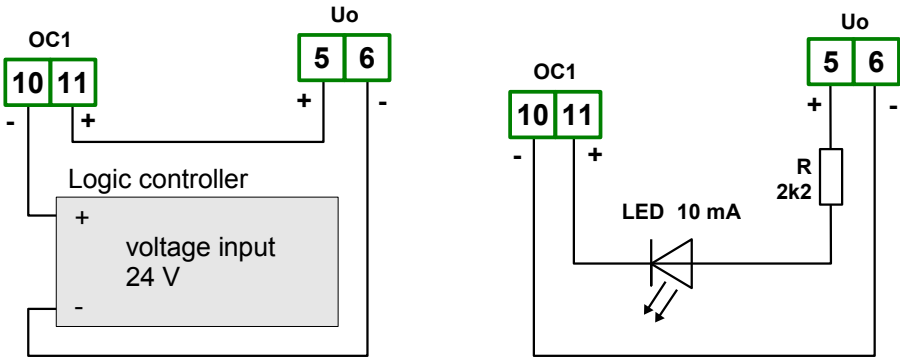 OC1
Uo
10 11
5 6
- +
+ -
Logic controller
+
voltage input
24 V
-
OC1
Uo
10 11
5 6
- +
+ -
R
2k2
LED 10 mA